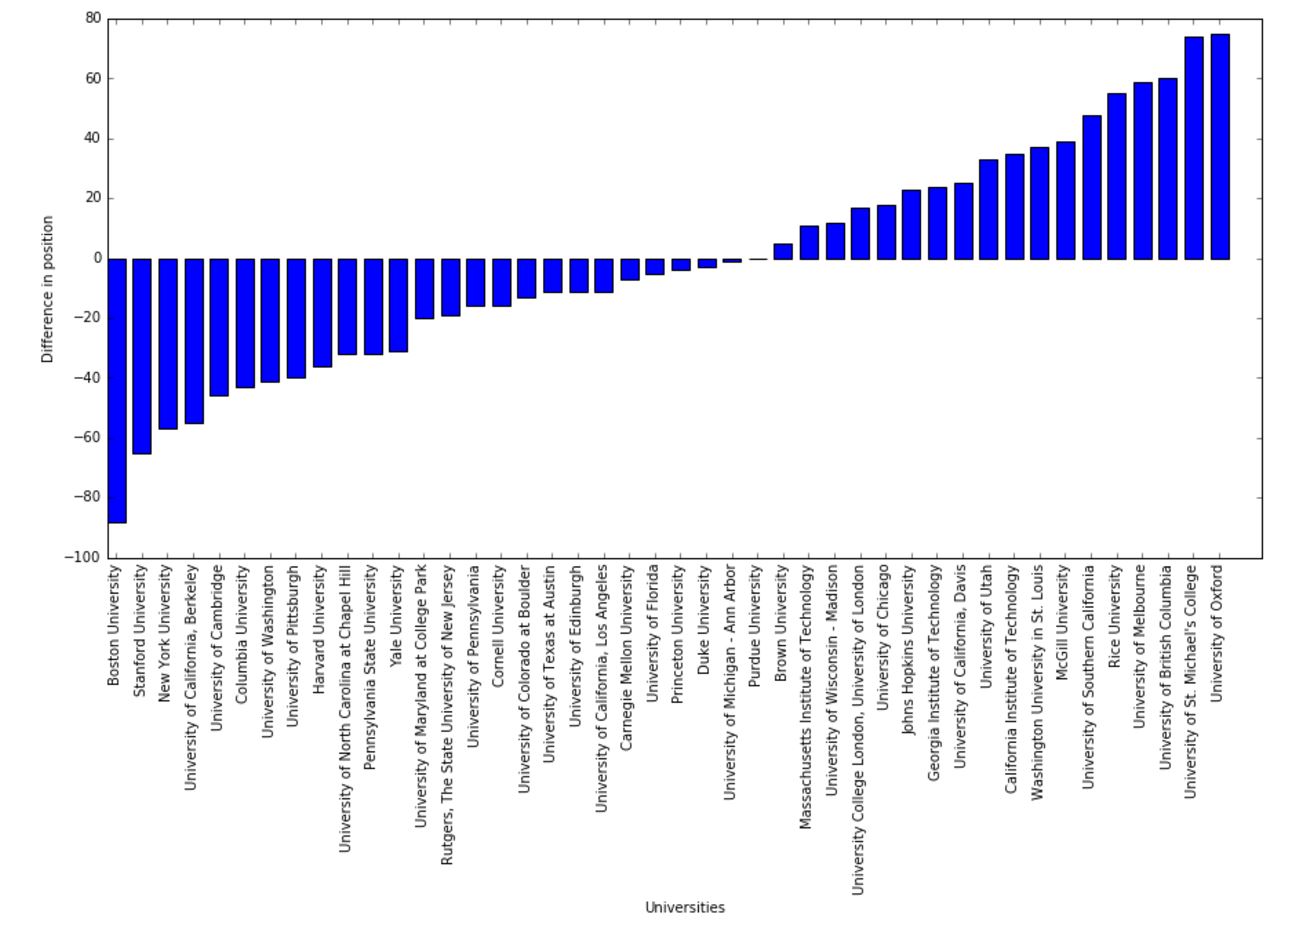 80
60
40
20
0
−20
−40
−60
−80
−100
Difference in position
Boston University
Stanford University
New York University
University of California, Berkeley
University of Cambridge
Columbia University
University of Washington
University of Pittsburgh
Harvard University
University of North Carolina at Chapel Hill
Pennsylvania State University
Yale University
University of Maryland at College Park
Rutgers, The State University of New Jersey
University of Pennsylvania
Cornell University
University of Colorado at Boulder
University of Texas at Austin
University of Edinburgh
University of California, Los Angeles
Carnegie Mellon University
University of Florida
Princeton University
Duke University
University of Michigan - Ann Arbor
Purdue University
Brown University
Massachusetts Institute of Technology
University of Wisconsin - Madison
University College London, University of London
University of Chicago
Johns Hopkins University
Georgia Institute of Technology
University of California, Davis
University of Utah
California Institute of Technology
Washington University in St. Louis
McGill University
University of Southern California
Rice University
University of Melbourne
University of British Columbia
University of St. Michael's College
University of Oxford
Universities